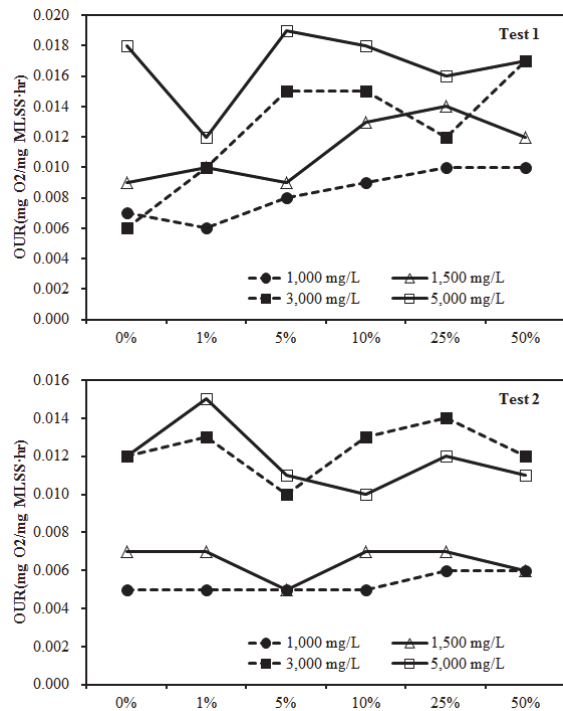 0.020
Test 1
0.018
0.016
0.014
0.012
0.010
0.008
0.006
0.004
0.002
0.000
OUR(mg O2/mg MLSS·hr)
1,000 mg/L
1,500 mg/L
3,000 mg/L
5,000 mg/L
0% 1% 5% 10% 25% 50%
0.016
Test 2
0.014
0.012
0.010
0.008
0.006
0.004
0.002
0.000
OUR(mg O2/mg MLSS·hr)
1,000 mg/L
1,500 mg/L
3,000 mg/L
5,000 mg/L
0% 1% 5% 10% 25% 50%